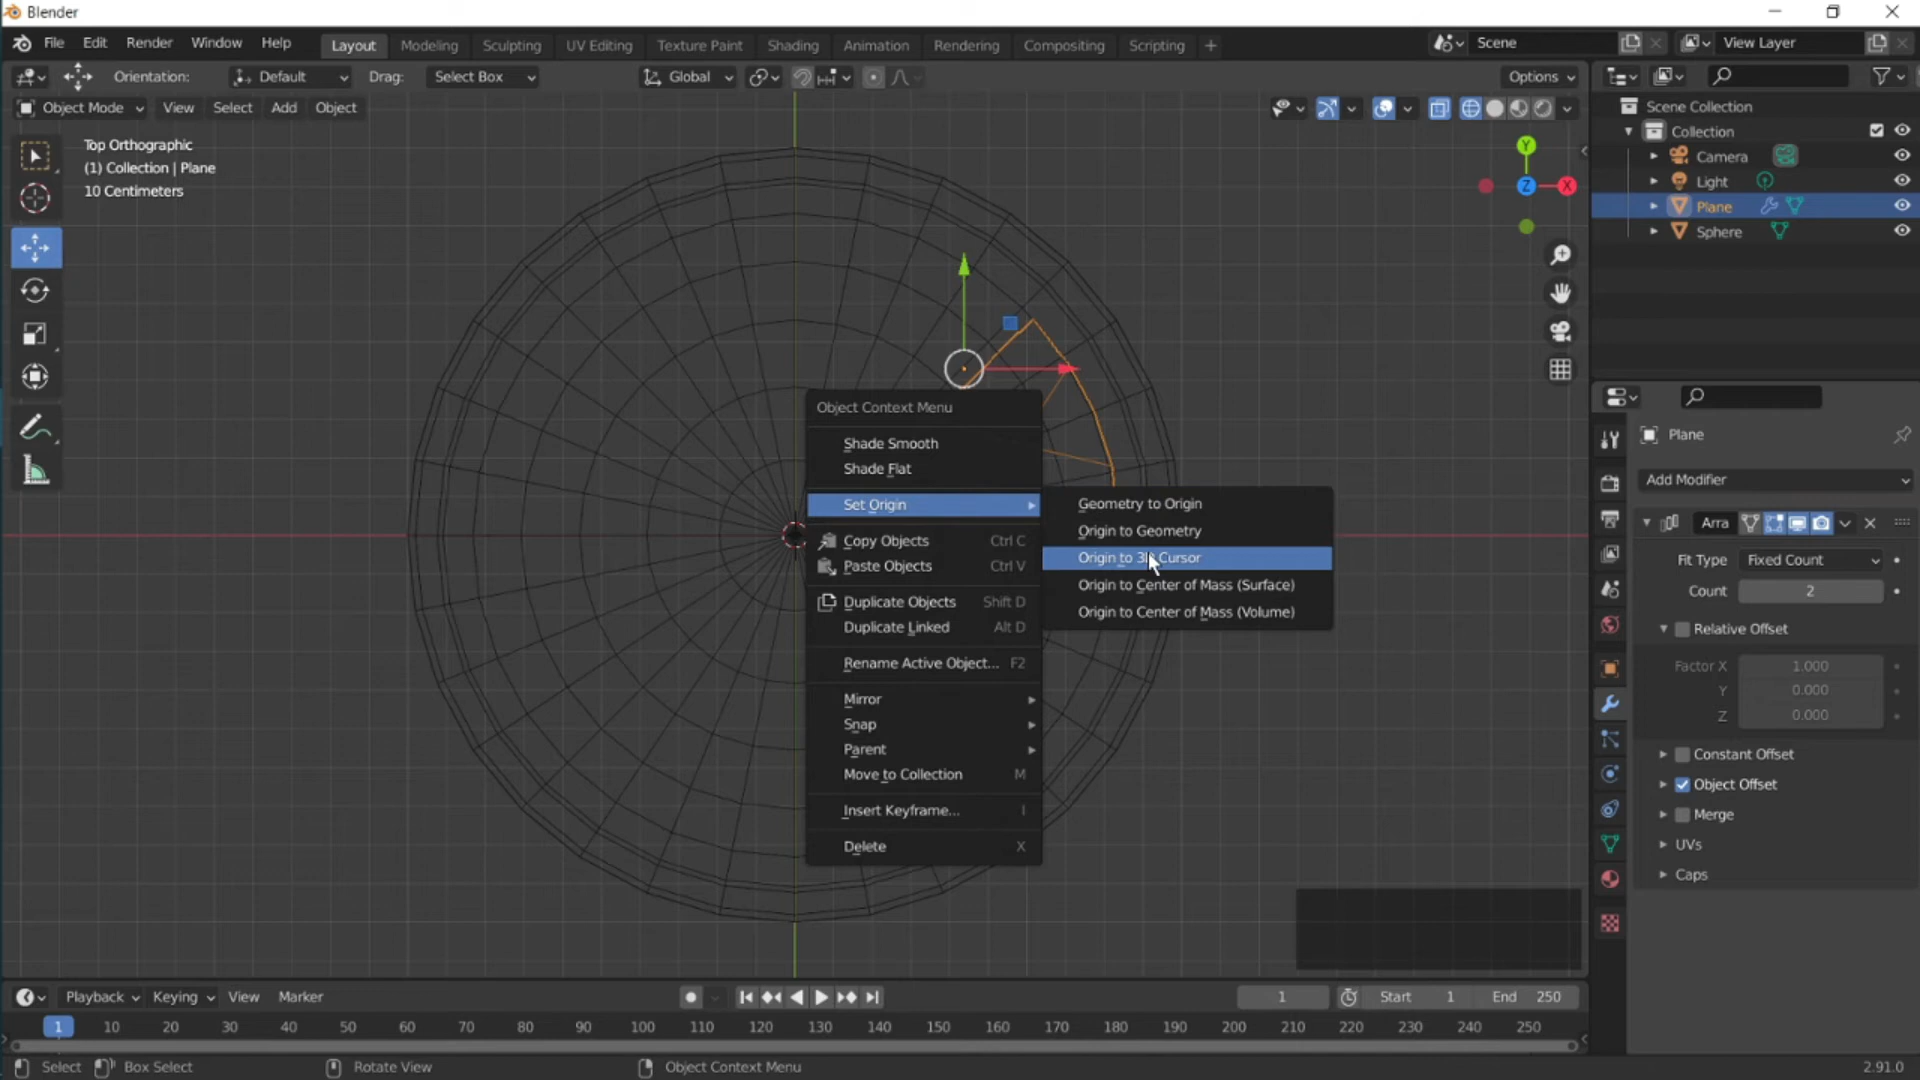 Blender
File Edit Render Window Help
Layout Modeling Sculpting UV Editing Texture Paint Shading Animation Rendering Compositing Scripting +
Scene
View Layer
Orientation: Default Drag: Select Box
Global
Options
Object Mode View Select Add Object
Top Orthographic
(1) Collection | Plane
10 Centimeters
Y
Z
X
Scene Collection
Collection
Camera
Light
Plane
Sphere
Object Context Menu
Shade Smooth
Shade Flat
Set Origin
Copy Objects Ctrl C
Paste Objects Ctrl V
Duplicate Objects Shift D
Duplicate Linked Alt D
Rename Active Object... F2
Mirror
Snap
Parent
Move to Collection M
Insert Keyframe... I
Delete X
Geometry to Origin
Origin to Geometry
Origin to 3D Cursor
Origin to Center of Mass (Surface)
Origin to Center of Mass (Volume)
Plane
Add Modifier
Arra
Fit Type Fixed Count
Count 2
Relative Offset
Factor X 1.000
Y 0.000
Z 0.000
Constant Offset
Object Offset
Merge
UVs
Caps
Playback Keying View Marker
1 Start 1 End 250
1 10 20 30 40 50 60 70 80 90 100 110 120 130 140 150 160 170 180 190 200 210 220 230 240 250
Select Box Select Rotate View Object Context Menu 2.91.0